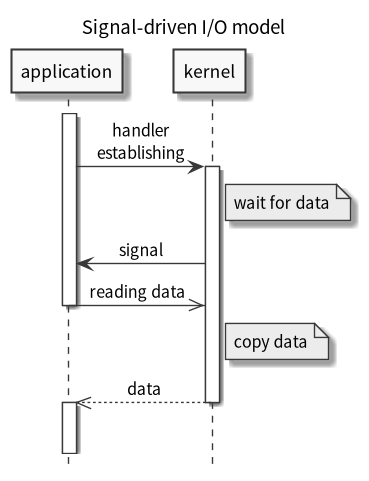 Signal-driven I/O model
application
kernel
handler
establishing
wait for data
signal
reading data
copy data
data